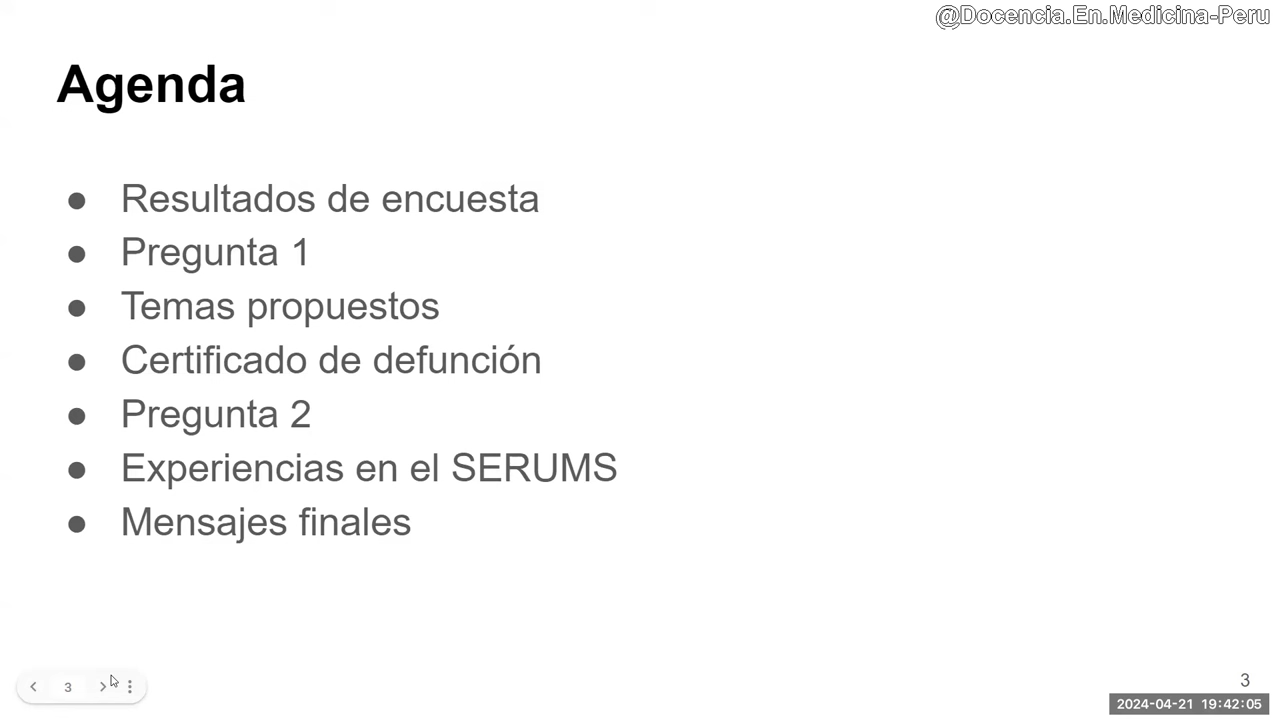 @Docencia.En.Medicina-Peru
Agenda
● Resultados de encuesta
● Pregunta 1
● Temas propuestos
● Certificado de defunción
● Pregunta 2
● Experiencias en el SERUMS
● Mensajes finales
3
3
2024-04-21 19:42:05